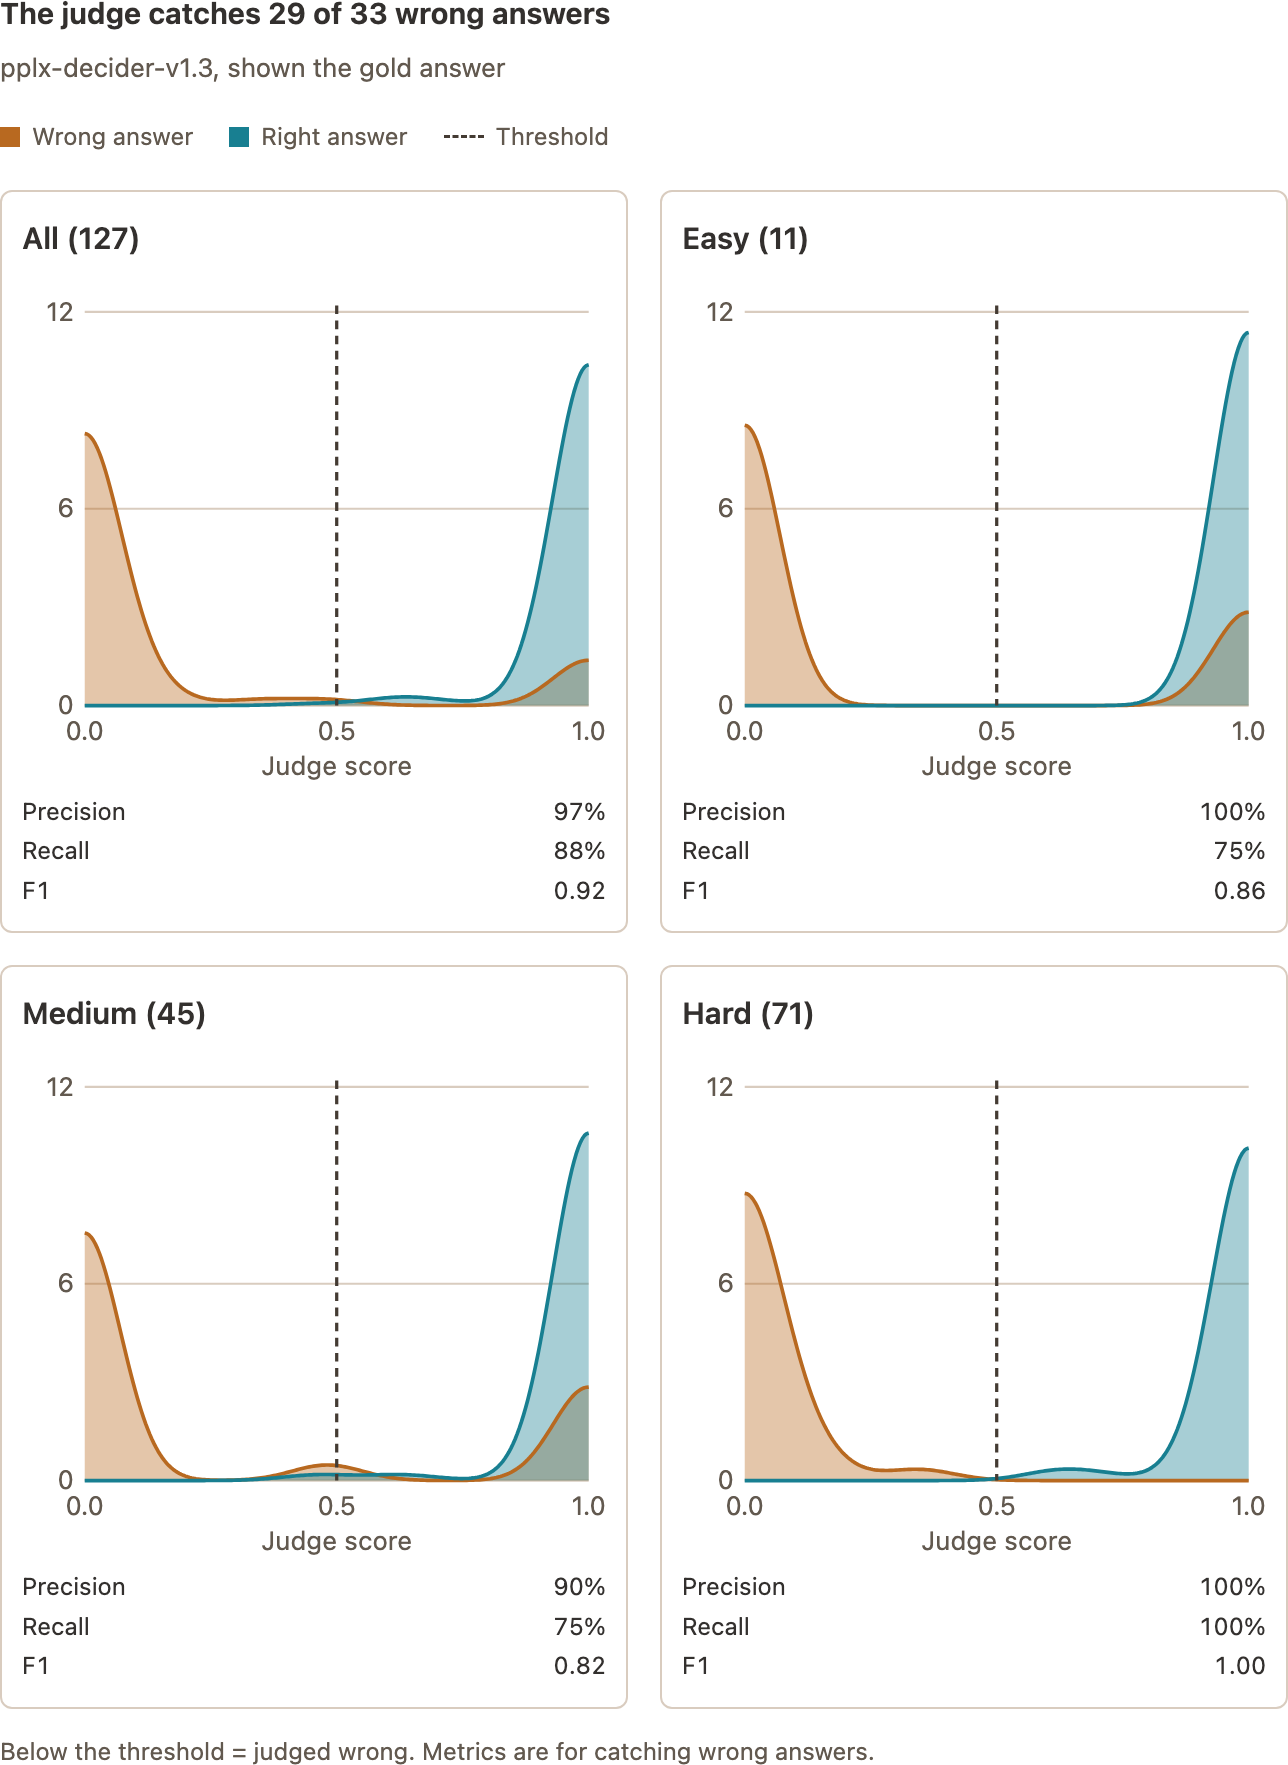 The judge catches 29 of 33 wrong answers
pplx-decider-v1.3, shown the gold answer
Wrong answer Right answer Threshold
All (127)
12
6
0
0.0 0.5 1.0
Judge score
Precision 97%
Recall 88%
F1 0.92
Easy (11)
12
6
0
0.0 0.5 1.0
Judge score
Precision 100%
Recall 75%
F1 0.86
Medium (45)
12
6
0
0.0 0.5 1.0
Judge score
Precision 90%
Recall 75%
F1 0.82
Hard (71)
12
6
0
0.0 0.5 1.0
Judge score
Precision 100%
Recall 100%
F1 1.00
Below the threshold = judged wrong. Metrics are for catching wrong answers.